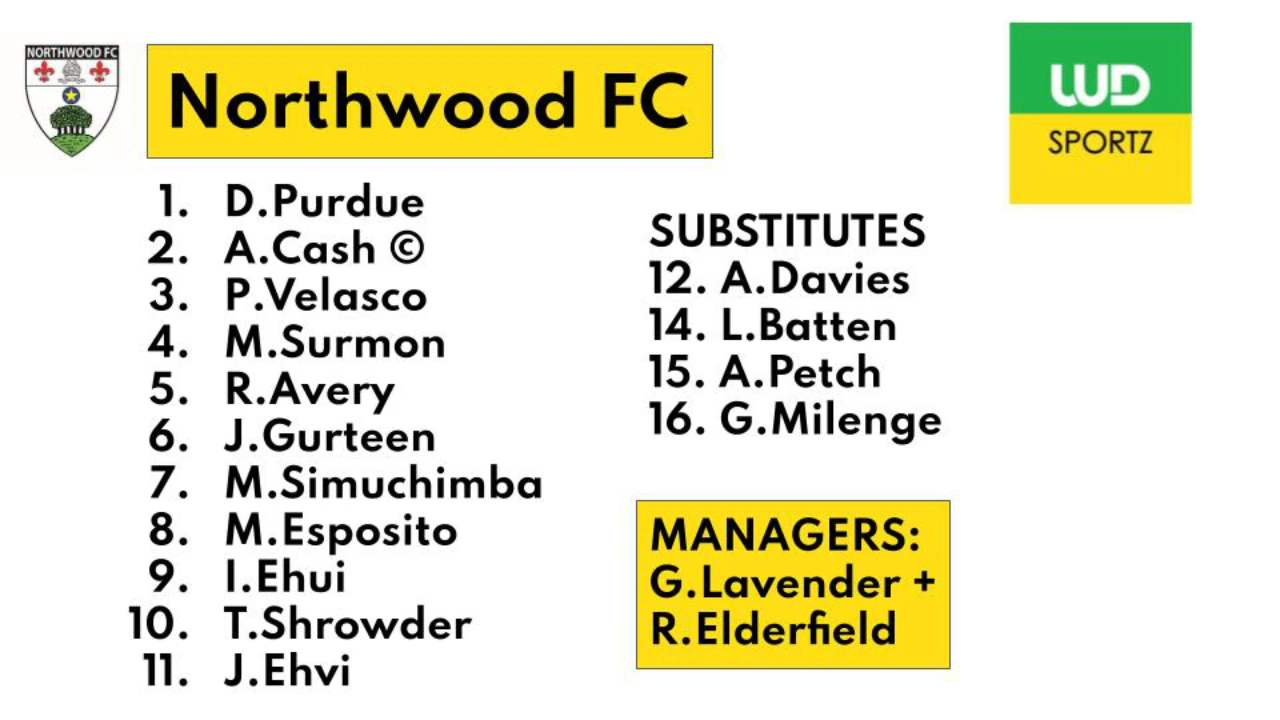 NORTHWOOD FC
Northwood FC
WD
SPORTZ
1. D.Purdue
2. A.Cash ©
3. P.Velasco
4. M.Surmon
5. R.Avery
6. J.Gurteen
7. M.Simuchimba
8. M.Esposito
9. I.Ehui
10. T.Shrowder
11. J.Ehvi
SUBSTITUTES
12. A.Davies
14. L.Batten
15. A.Petch
16. G.Milenge
MANAGERS:
G.Lavender +
R.Elderfield